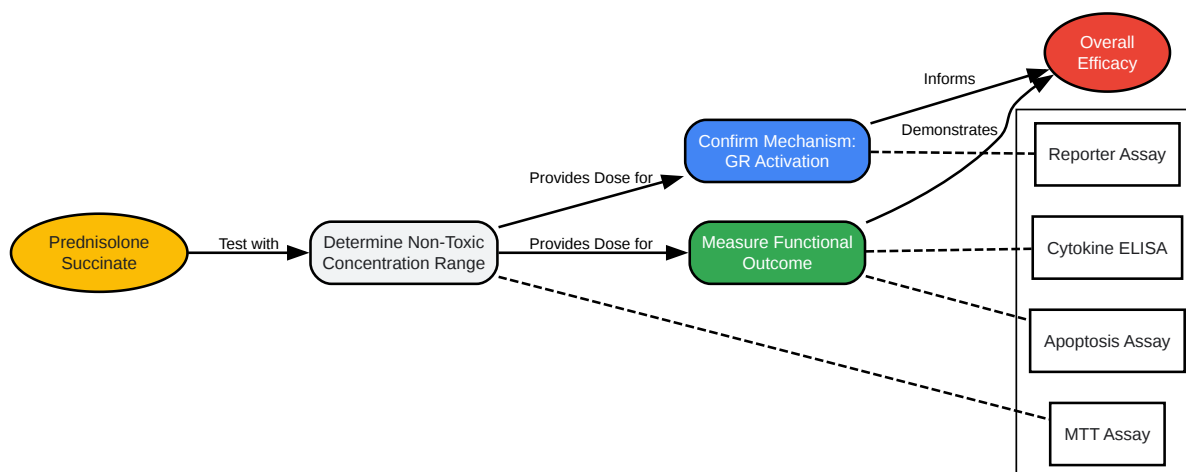 Overall
Efficacy
Informs
Demonstrates
Confirm Mechanism:
GR Activation
Reporter Assay
Provides Dose for
Prednisolone
Succinate
Test with
Determine Non-Toxic
Concentration Range
Provides Dose for
Measure Functional
Outcome
Cytokine ELISA
Apoptosis Assay
MTT Assay